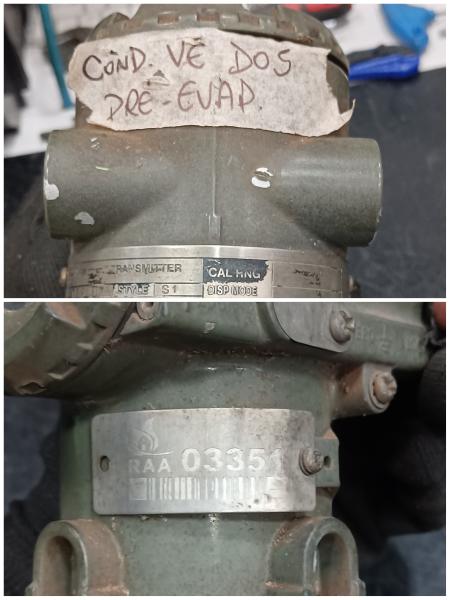 COND. VE DOS
PRE-EVAP.
TRANSMITTER
CAL RNG
STYLE S1
DISP MODE
RAA 03351